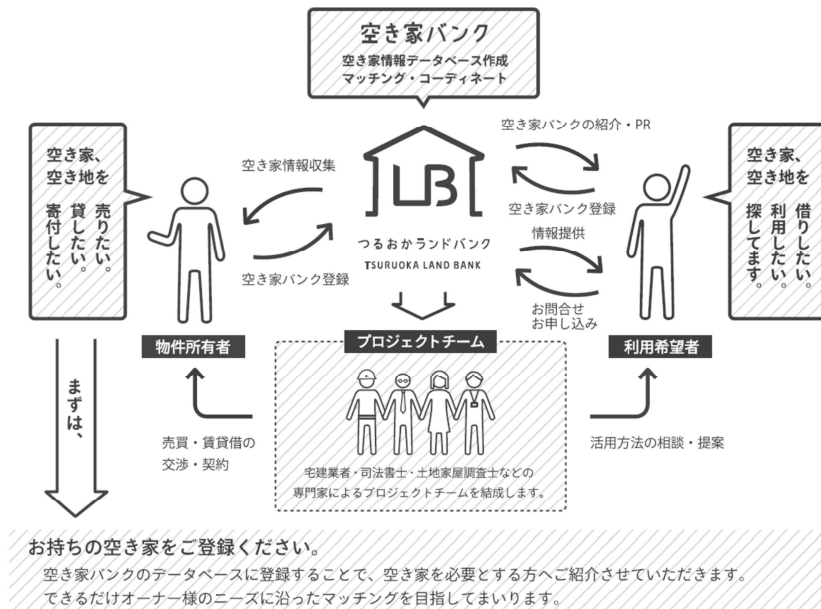 空き家バンク
空き家情報データベース作成
マッチング・コーディネート
空き家、
空き地を
売りたい。
貸したい。
寄付したい。
空き家情報収集
空き家バンク登録
LB
つるおかランドバンク
TSURUOKA LAND BANK
空き家バンクの紹介・PR
空き家バンク登録
情報提供
お問合せ
お申し込み
空き家、
空き地を
借りたい。
利用したい。
探してます。
物件所有者
プロジェクトチーム
利用希望者
まずは、
売買・賃貸借の
交渉・契約
宅建業者・司法書士・土地家屋調査士などの
専門家によるプロジェクトチームを結成します。
活用方法の相談・提案
お持ちの空き家をご登録ください。
空き家バンクのデータベースに登録することで、空き家を必要とする方へご紹介させていただきます。
できるだけオーナー様のニーズに沿ったマッチングを目指してまいります。